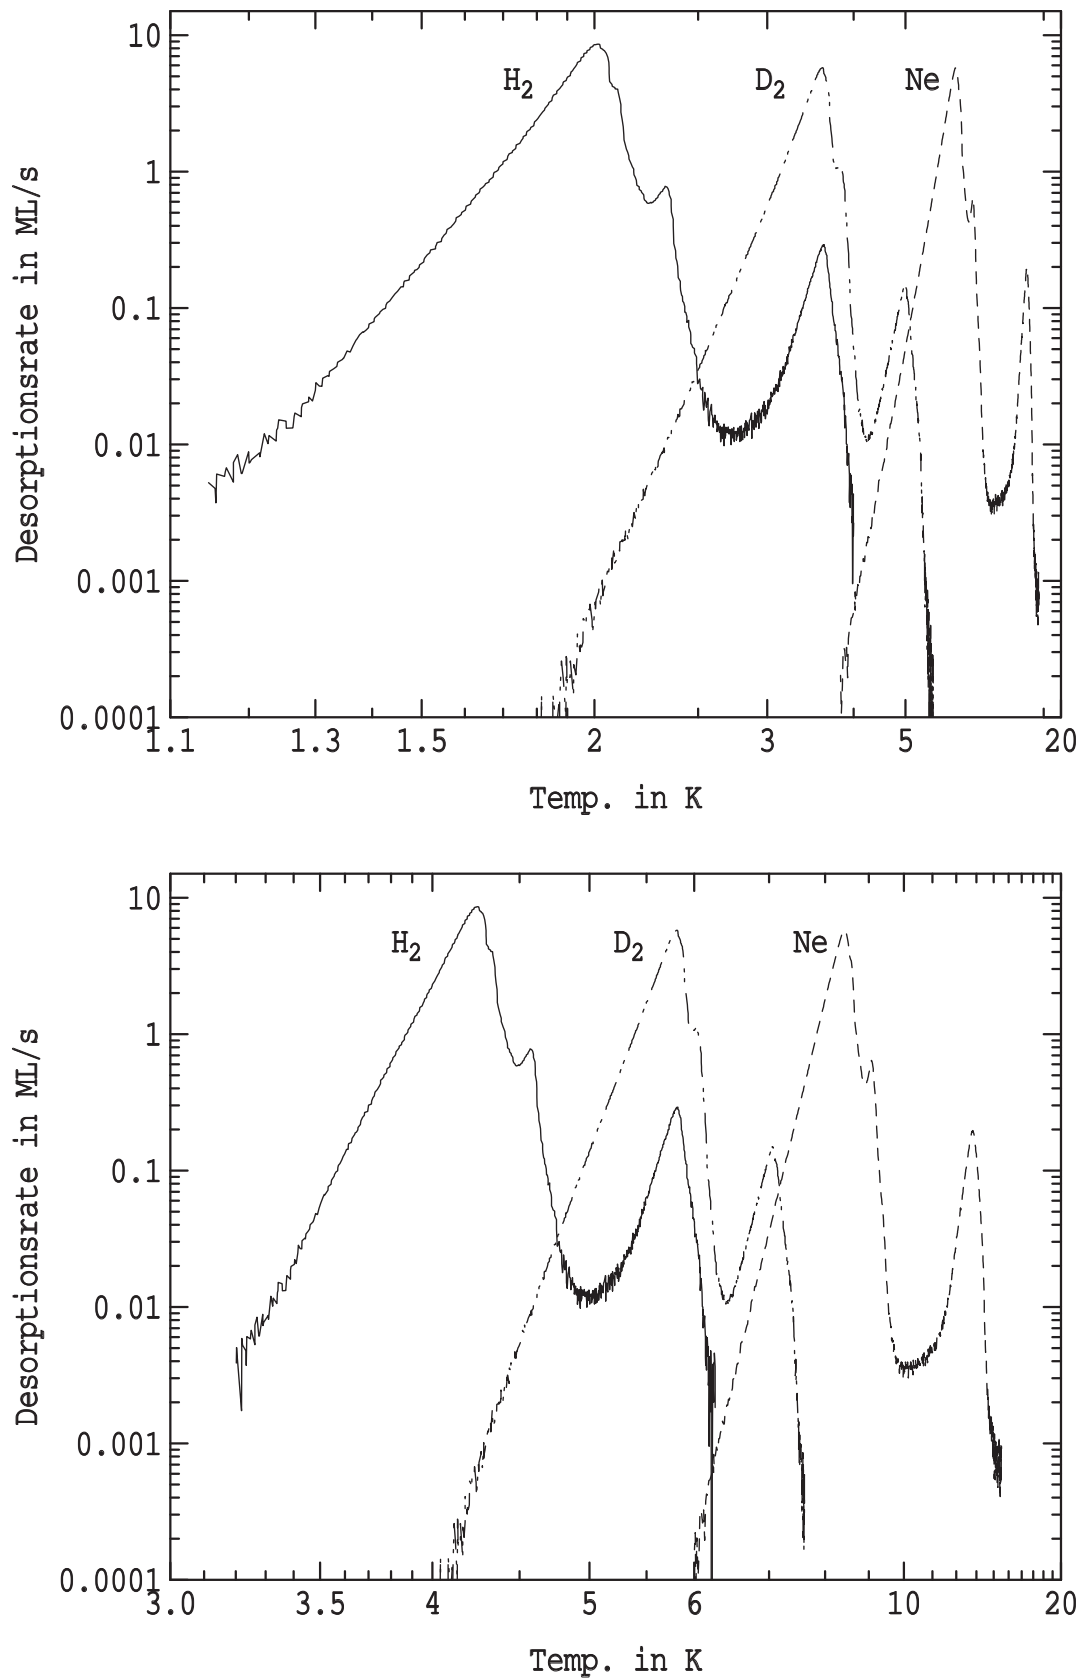 10
H2 D2 Ne
1
0.1
0.01
0.001
0.0001
Desorptionsrate in ML/s
1.1 1.3 1.5 2 3 5 20
Temp. in K
10
H2 D2 Ne
1
0.1
0.01
0.001
0.0001
Desorptionsrate in ML/s
3.0 3.5 4 5 6 10 20
Temp. in K